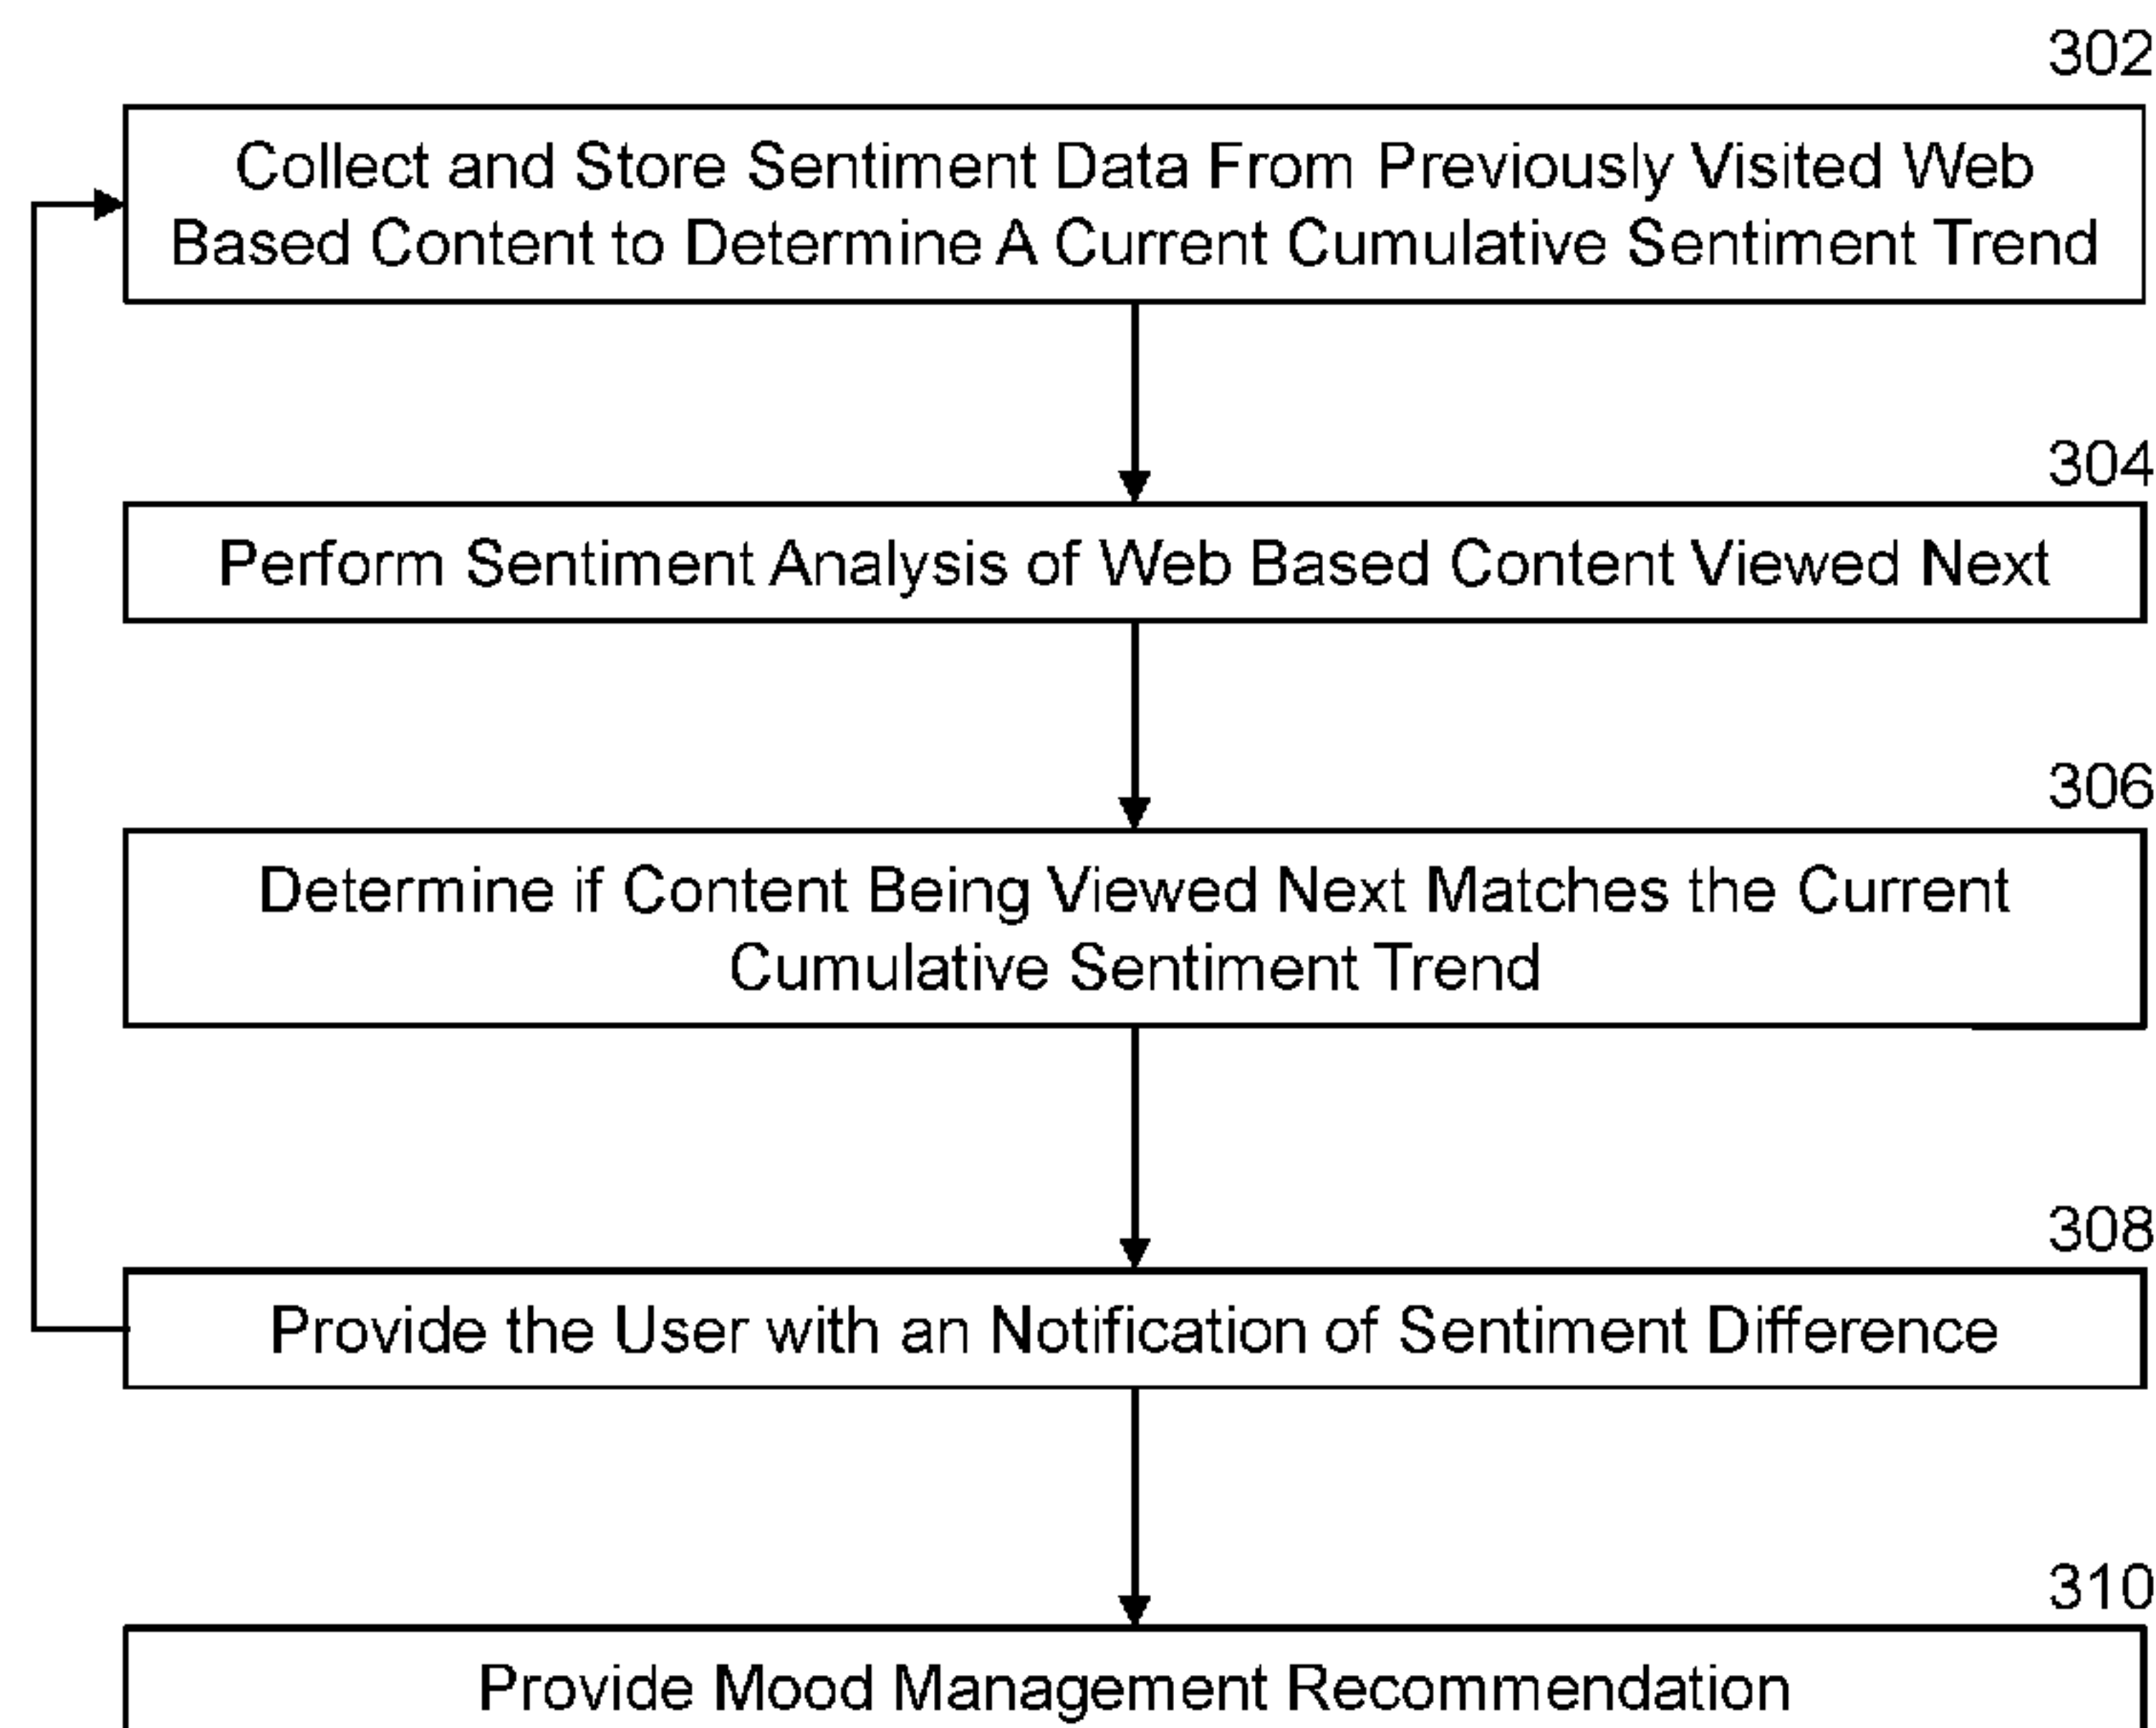 302
Collect and Store Sentiment Data From Previously Visited Web
Based Content to Determine A Current Cumulative Sentiment Trend
304
Perform Sentiment Analysis of Web Based Content Viewed Next
306
Determine if Content Being Viewed Next Matches the Current
Cumulative Sentiment Trend
308
Provide the User with an Notification of Sentiment Difference
310
Provide Mood Management Recommendation